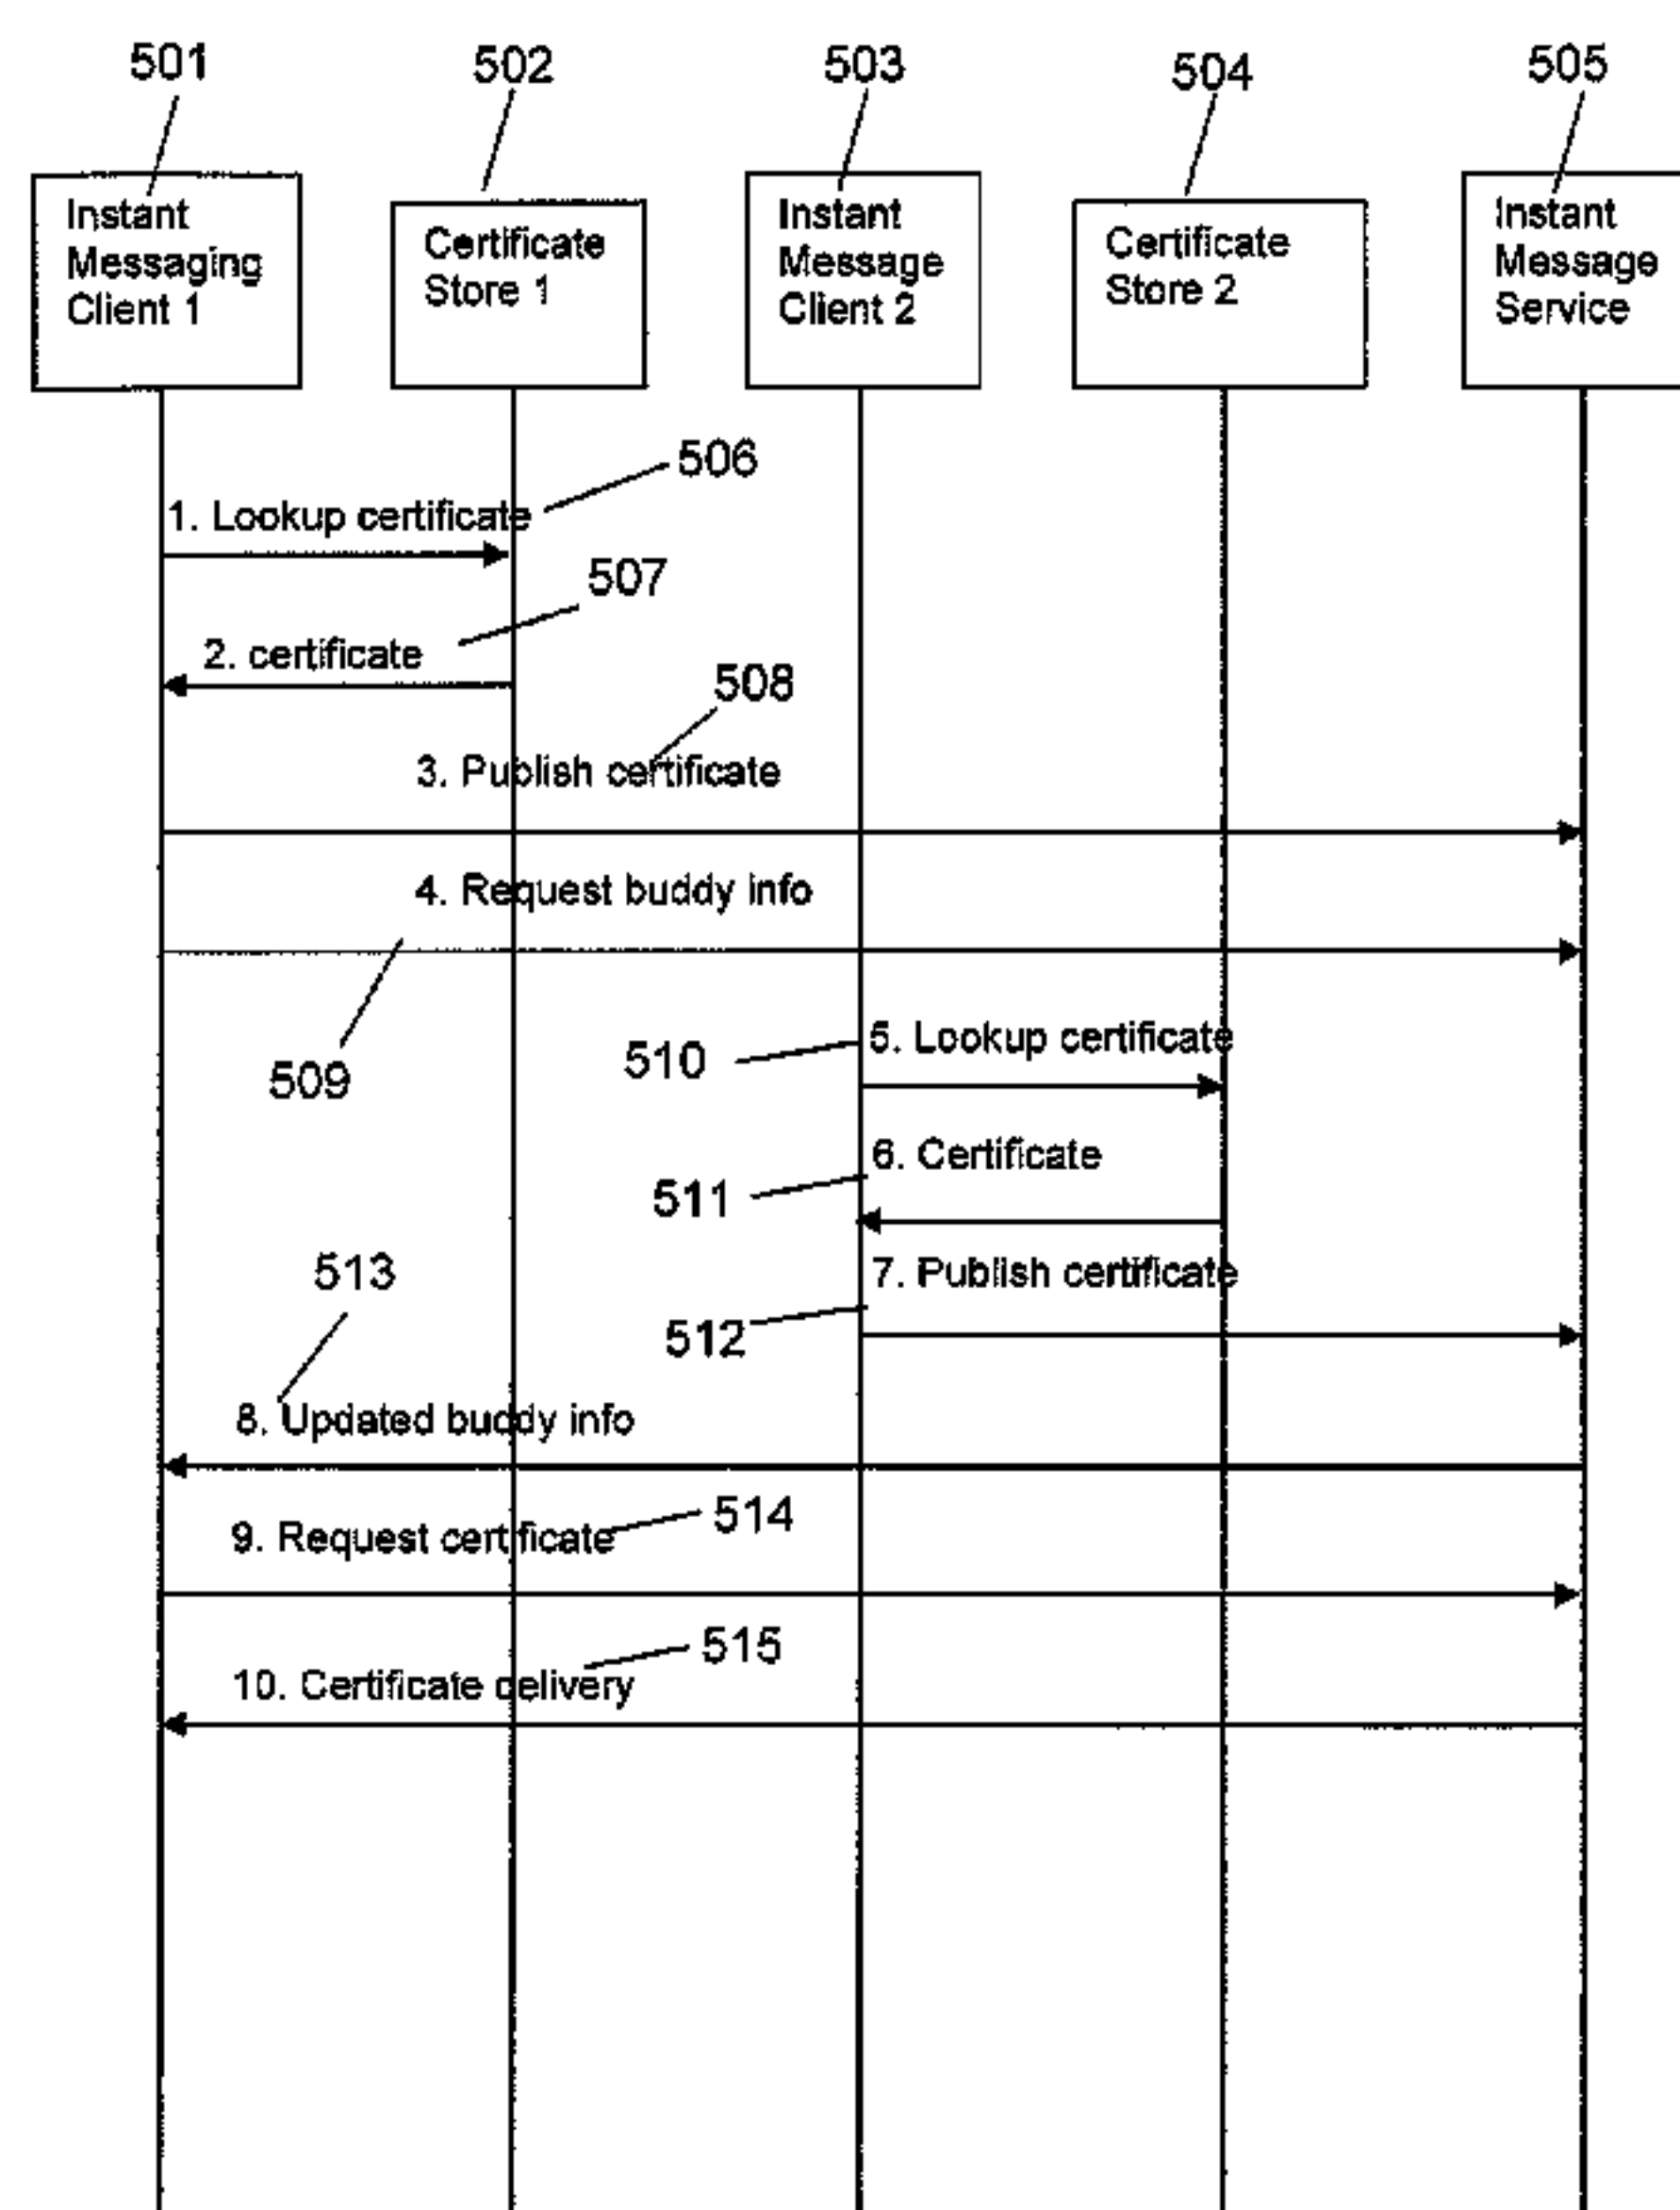 501
502
503
504
505
Instant
Messaging
Client 1
Certificate
Store 1
Instant
Message
Client 2
Certificate
Store 2
Instant
Message
Service
506
1. Lookup certificate
507
2. certificate
508
3. Publish certificate
4. Request buddy info
509
510
5. Lookup certificate
6. Certificate
511
513
7. Publish certificate
512
8. Updated buddy info
514
9. Request certificate
515
10. Certificate delivery